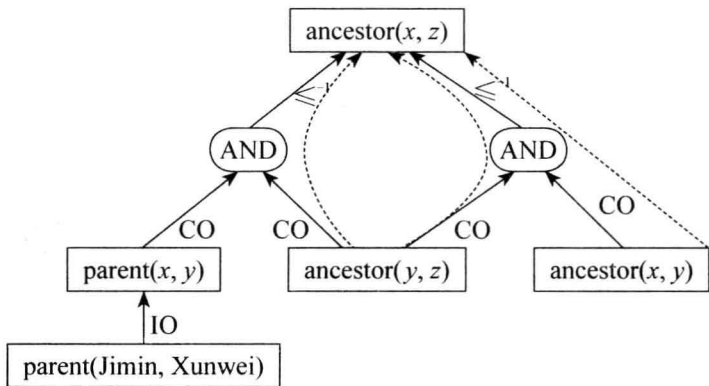 ancestor(x, z)
≤1 ≤1
AND AND
CO CO CO CO
parent(x, y) ancestor(y, z) ancestor(x, y)
IO
parent(Jimin, Xunwei)